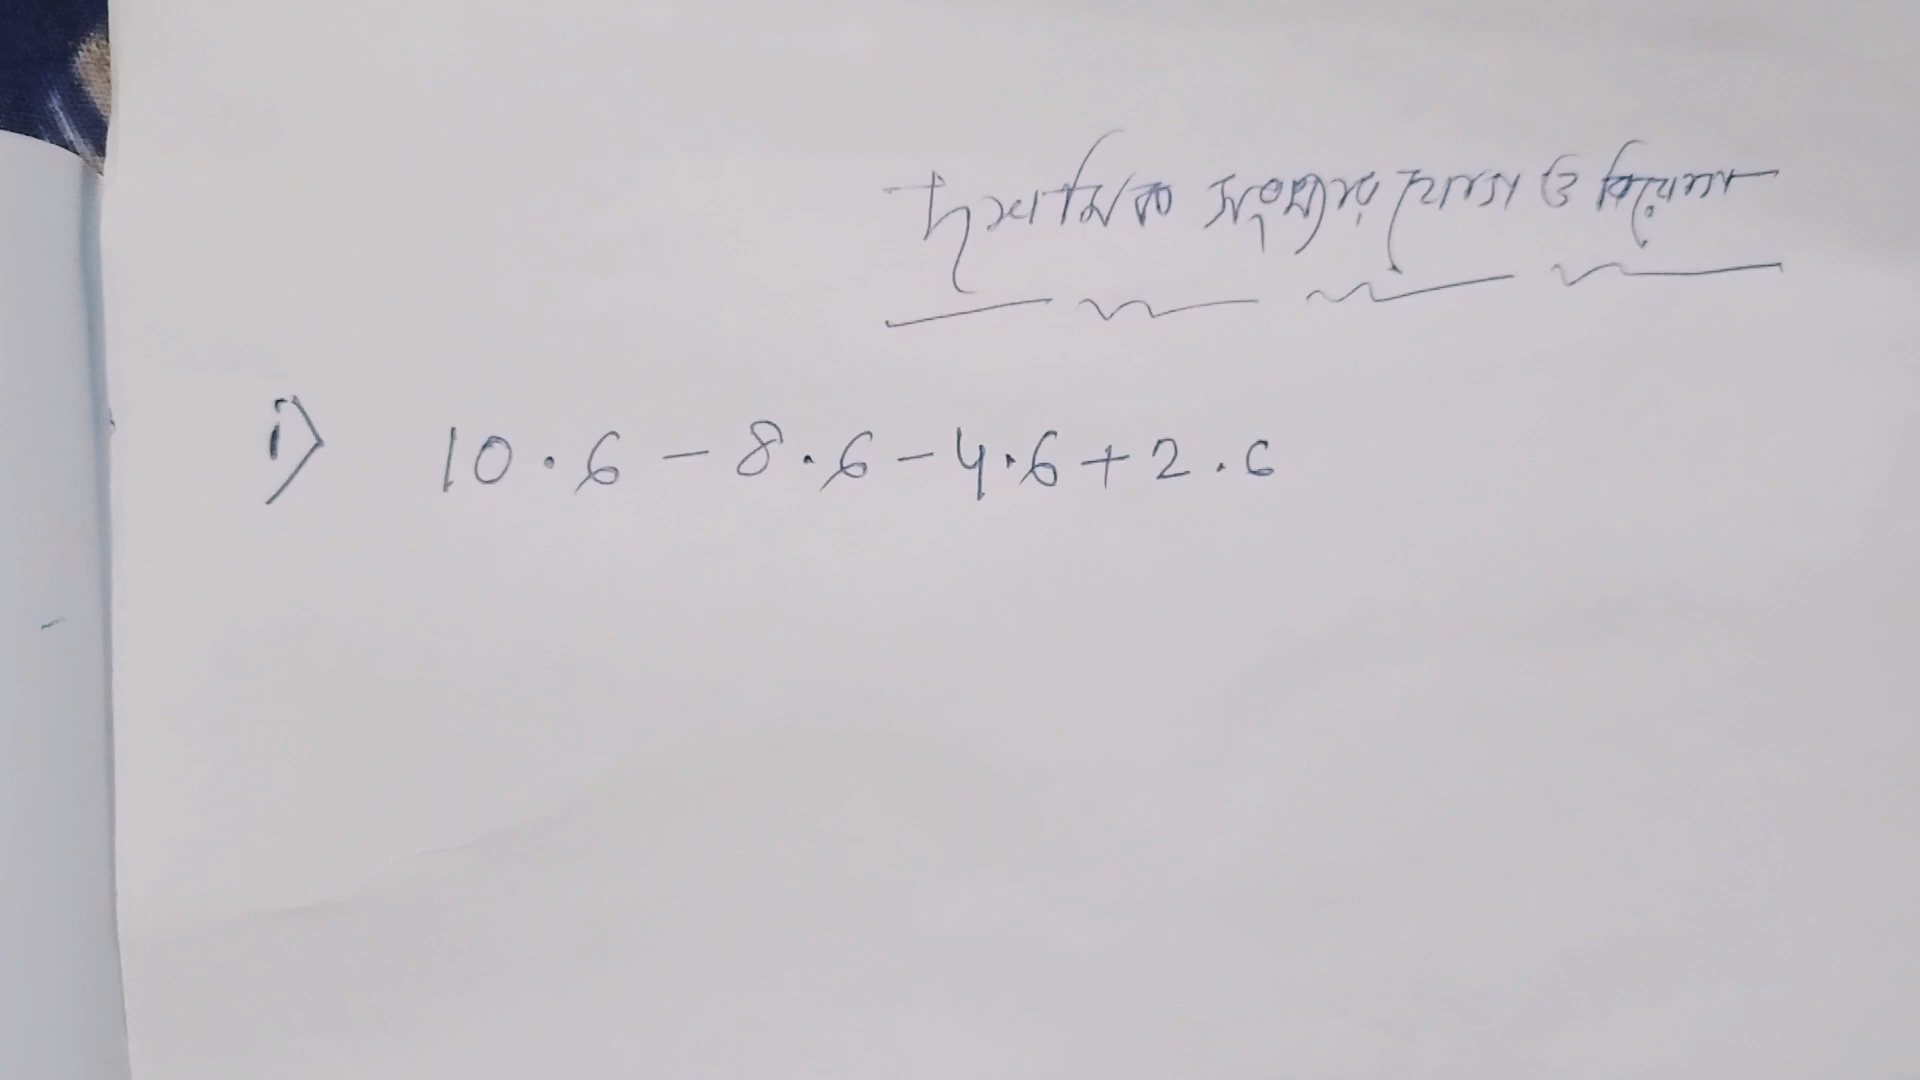 দশমিক সংখ্যার যোগ ও বিয়োগ
i) 10.6 - 8.6 - 4.6 + 2.6